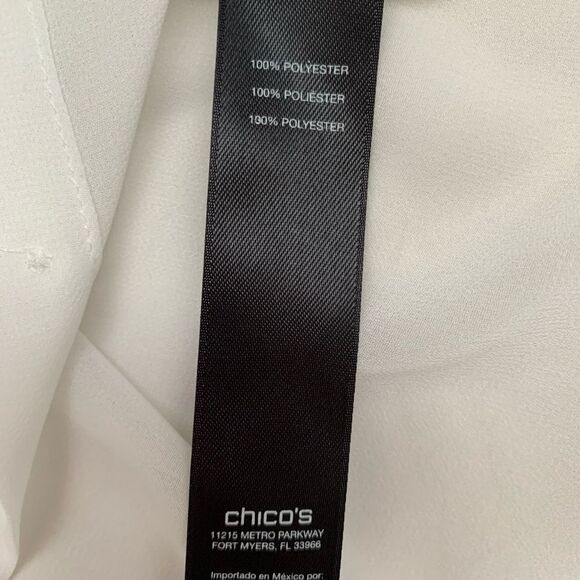 100% POLYESTER
100% POLIÉSTER
100% POLYESTER
chico's
11215 METRO PARKWAY
FORT MYERS, FL 33966
Importado en México por: